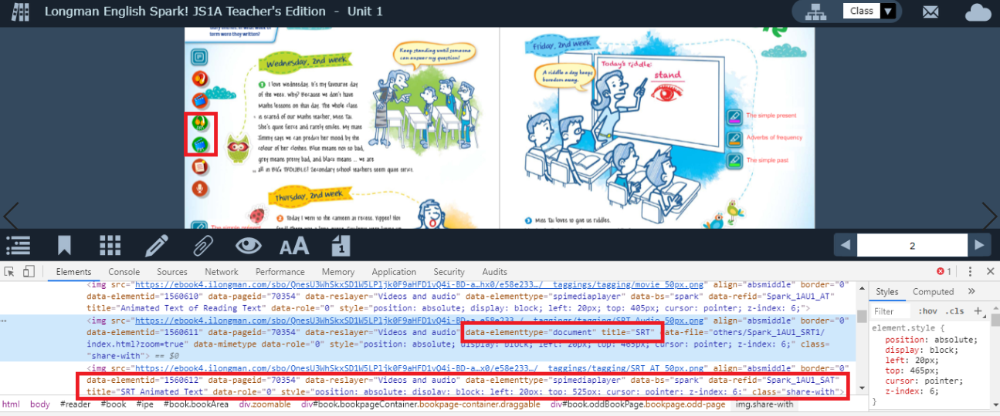 Longman English Spark! JS1A Teacher's Edition - Unit 1
Class
term were they written?
Wednesday, 2nd week
Keep standing until someone
can answer my question!
1 I love Wednesday. It's my favourite day
of the week. Why? Because we don't have
Maths lessons on that day. The whole class
is scared of our Maths teacher, Miss Tai.
She's quite fierce and rarely smiles. My mate
Jimmy says we can predict her mood by the
colour of her clothes. Blue means not so bad,
grey means pretty bad, and black means ... we are
all in BIG TROUBLE! Secondary school teachers seem quite strict.
Thursday, 2nd week
2 Today I went to the canteen at recess. Yippee! Hot
The simple present
Friday, 2nd week
A riddle a day keeps
boredom away.
Today's riddle:
stand
The simple present
Adverbs of frequency
The simple past
3 Miss Tai loves to give us riddles.
AA
1
2
Elements Console Sources Network Performance Memory Application Security Audits
1
<img src="https://ebook4.ilongman.com/sbo/QnesU3WhSkxSD1W5LPljk0F9aHFD1vQ4i-BD-a…hx0/e58e233…/__taggings/tagging/movie_50px.png" align="absmiddle" border="0"
data-elementid="1560610" data-pageid="70354" data-reslayer="Videos and audio" data-elementtype="spimediaplayer" data-bs="spark" data-refid="Spark_1AU1_AT"
title="Animated Text of Reading Text" data-role="0" style="position: absolute; display: block; left: 20px; top: 405px; cursor: pointer; z-index: 6;">
<img src="https://ebook4.ilongman.com/sbo/QnesU3WhSkxSD1W5LPljk0F9aHFD1vQ4i-BD-a…e58e233…/__taggings/tagging/SRT_Audio_50px.png" align="absmiddle" border="0"
data-elementid="1560611" data-pageid="70354" data-reslayer="Videos and audio" data-elementtype="document" title="SRT" data-file="others/Spark_1AU1_SRT1/
index.html?zoom=true" data-mimetype data-role="0" style="position: absolute; display: block; left: 20px; top: 465px; cursor: pointer; z-index: 6;" class=
"share-with"> == $0
<img src="https://ebook4.ilongman.com/sbo/QnesU3WhSkxSD1W5LPljk0F9aHFD1vQ4i-BD-a…x0/e58e233…/__taggings/tagging/SRT_AT_50px.png" align="absmiddle" border="0"
data-elementid="1560612" data-pageid="70354" data-reslayer="Videos and audio" data-elementtype="spimediaplayer" data-bs="spark" data-refid="Spark_1AU1_SAT"
title="SRT Animated Text" data-role="0" style="position: absolute; display: block; left: 20px; top: 525px; cursor: pointer; z-index: 6;" class="share-with">
html body #reader #book #ipe #book.bookArea div.zoomable div#book.bookpageContainer.bookpage-container.draggable div#book.oddBookPage.bookpage.odd-page img.share-with
Styles Computed »
Filter :hov .cls +
element.style {
position: absolute;
display: block;
left: 20px;
top: 465px;
cursor: pointer;
z-index: 6;
}